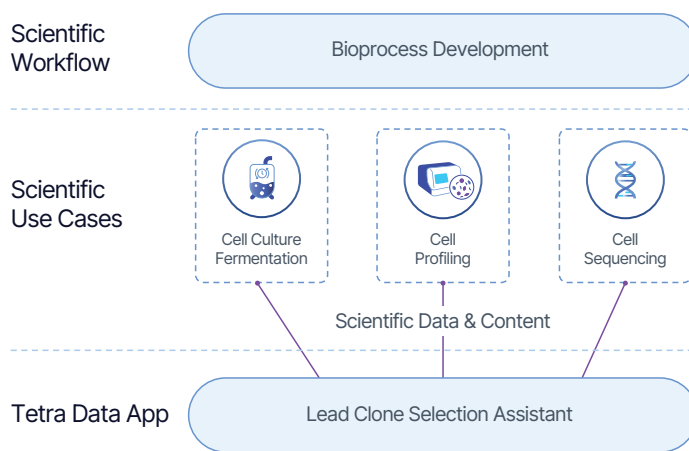 Scientific
Workflow
Bioprocess Development
Scientific
Use Cases
Cell Culture
Fermentation
Cell
Profiling
Cell
Sequencing
Scientific Data & Content
Tetra Data App
Lead Clone Selection Assistant